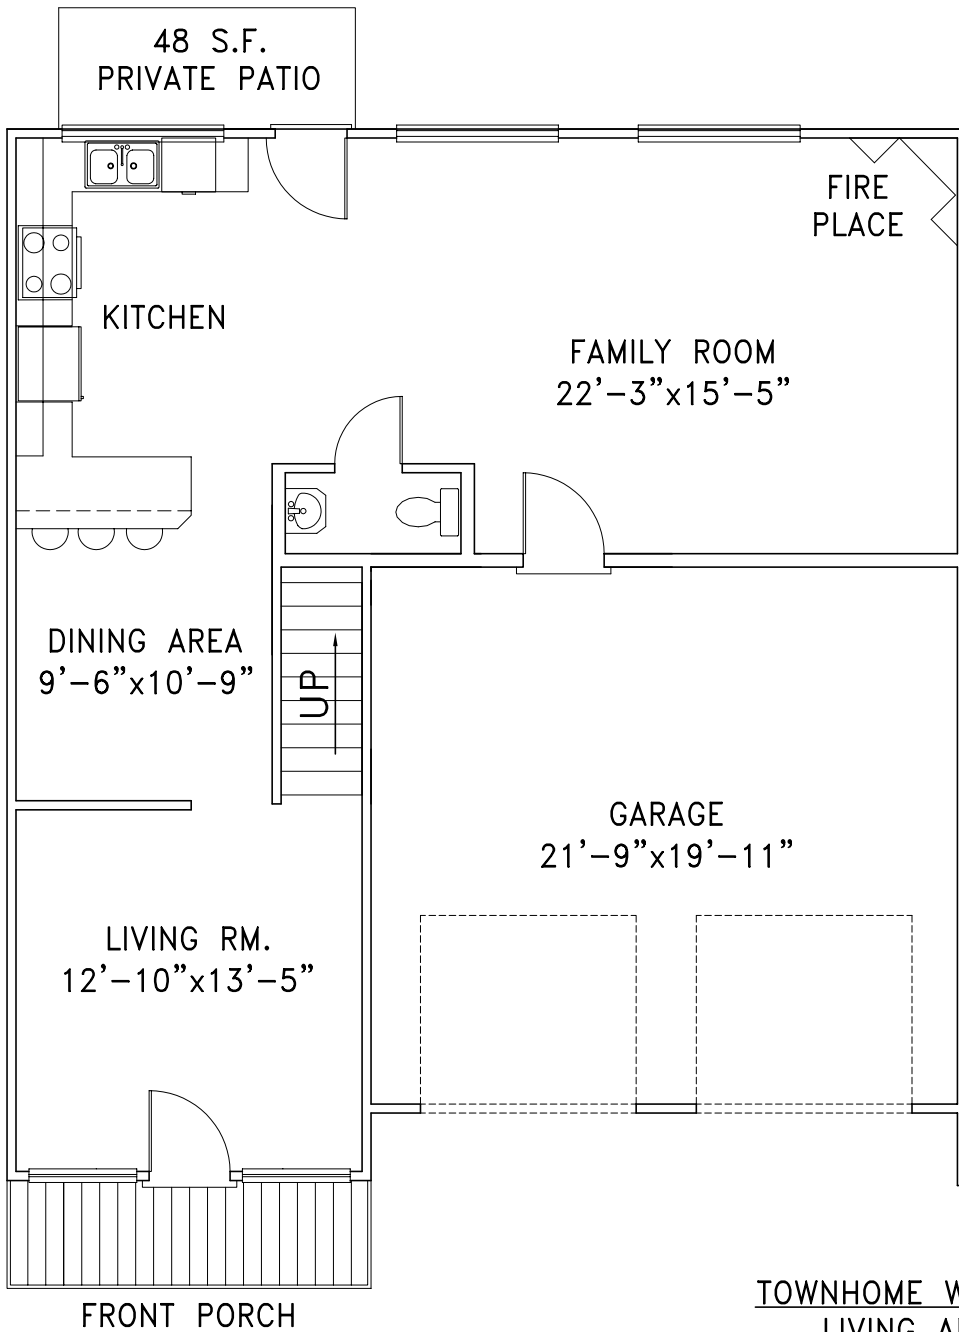 48 S.F.
PRIVATE PATIO
FIRE
PLACE
KITCHEN
FAMILY ROOM
22'-3"x15'-5"
DINING AREA
9'-6"x10'-9"
UP
GARAGE
21'-9"x19'-11"
LIVING RM.
12'-10"x13'-5"
FRONT PORCH
TOWNHOME
LIVING